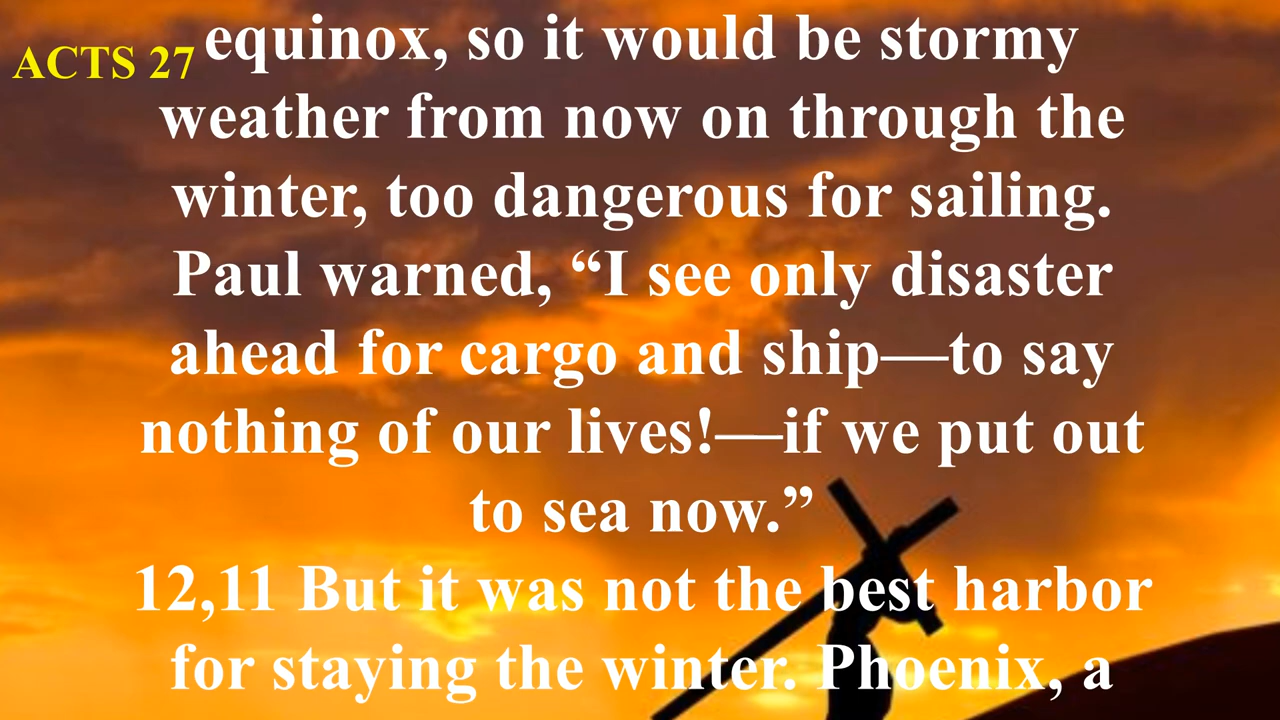 ACTS 27
equinox, so it would be stormy
weather from now on through the
winter, too dangerous for sailing.
Paul warned, “I see only disaster
ahead for cargo and ship—to say
nothing of our lives!—if we put out
to sea now.”
12,11 But it was not the best harbor
for staying the winter. Phoenix, a